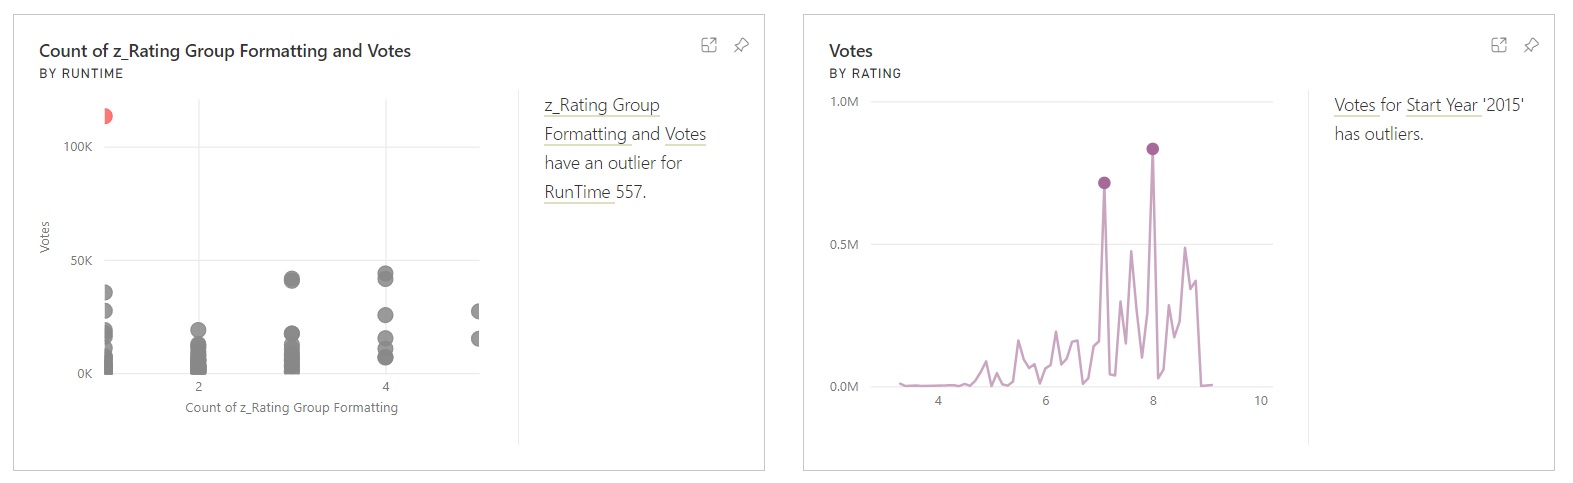 Count of z_Rating Group Formatting and Votes
BY RUNTIME
100K
50K
0K
Votes
2
4
Count of z_Rating Group Formatting
z_Rating Group
Formatting and Votes
have an outlier for
RunTime 557.
Votes
BY RATING
1.0M
0.5M
0.0M
4
6
8
10
Votes for Start Year '2015'
has outliers.